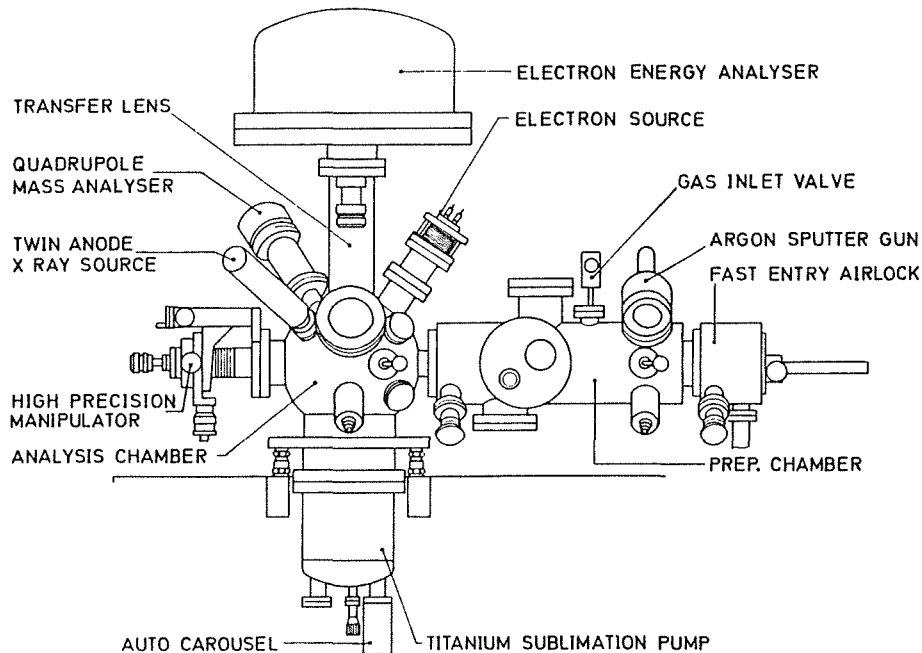 ELECTRON ENERGY ANALYSER
TRANSFER LENS
ELECTRON SOURCE
QUADRUPOLE
MASS ANALYSER
GAS INLET VALVE
TWIN ANODE
X RAY SOURCE
ARGON SPUTTER GUN
FAST ENTRY AIRLOCK
HIGH PRECISION
MANIPULATOR
ANALYSIS CHAMBER
PREP. CHAMBER
AUTO CAROUSEL
TITANIUM SUBLIMATION PUMP